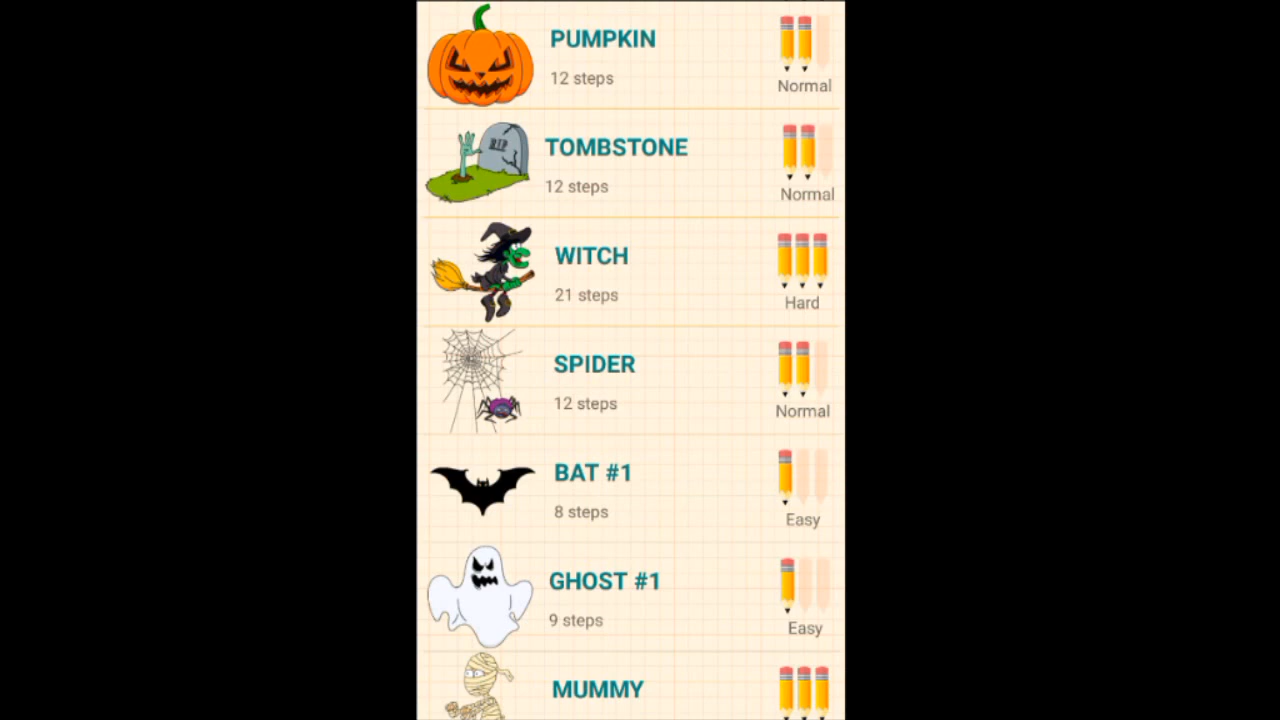 PUMPKIN
12 steps
Normal
RIP
TOMBSTONE
12 steps
Normal
WITCH
21 steps
Hard
SPIDER
12 steps
Normal
BAT #1
8 steps
Easy
GHOST #1
9 steps
Easy
MUMMY